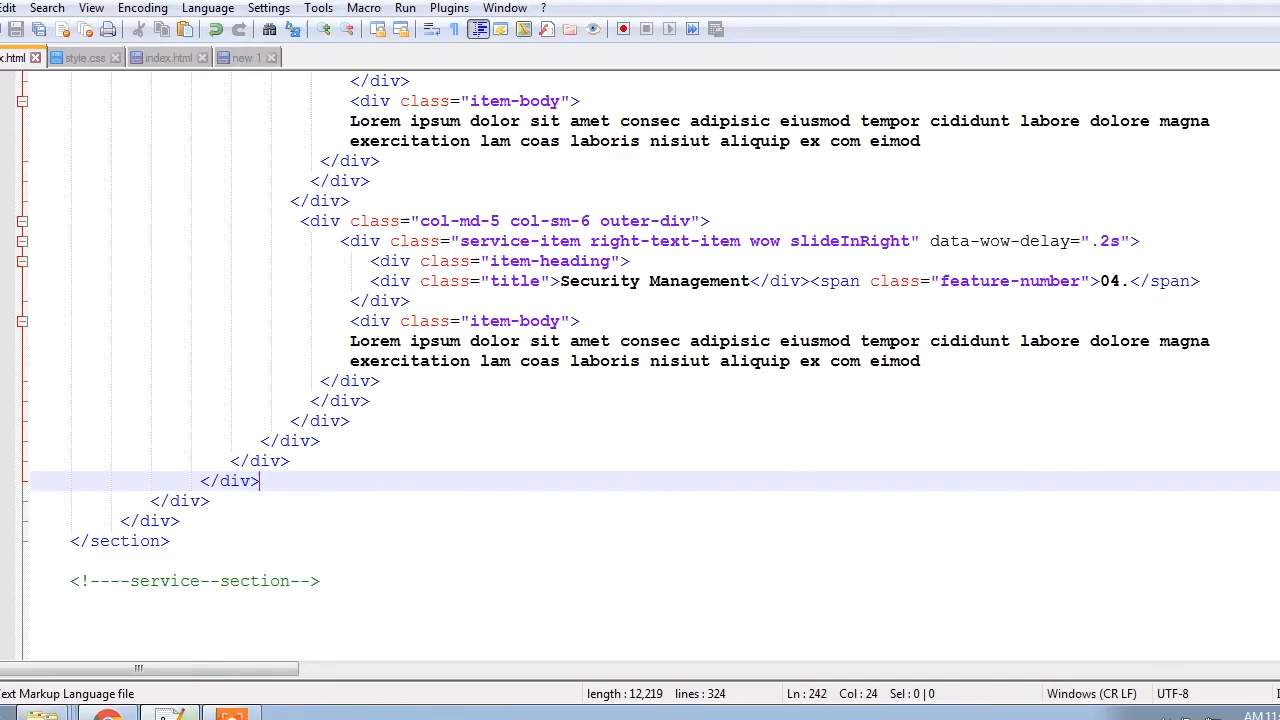 Edit Search View Encoding Language Settings Tools Macro Run Plugins Window ?
x.html style.css index.html new 1
</div>
<div class="item-body">
Lorem ipsum dolor sit amet consec adipisic eiusmod tempor cididunt labore dolore magna
exercitation lam coas laboris nisiut aliquip ex com eimod
</div>
</div>
</div>
<div class="col-md-5 col-sm-6 outer-div">
<div class="service-item right-text-item wow slideInRight" data-wow-delay=".2s">
<div class="item-heading">
<div class="title">Security Management</div><span class="feature-number">04.</span>
</div>
<div class="item-body">
Lorem ipsum dolor sit amet consec adipisic eiusmod tempor cididunt labore dolore magna
exercitation lam coas laboris nisiut aliquip ex com eimod
</div>
</div>
</div>
</div>
</div>
</div>
</div>
</div>
</section>
<!----service--section-->
ext Markup Language file length : 12,219 lines : 324 Ln : 242 Col : 24 Sel : 0 | 0 Windows (CR LF) UTF-8
AM11